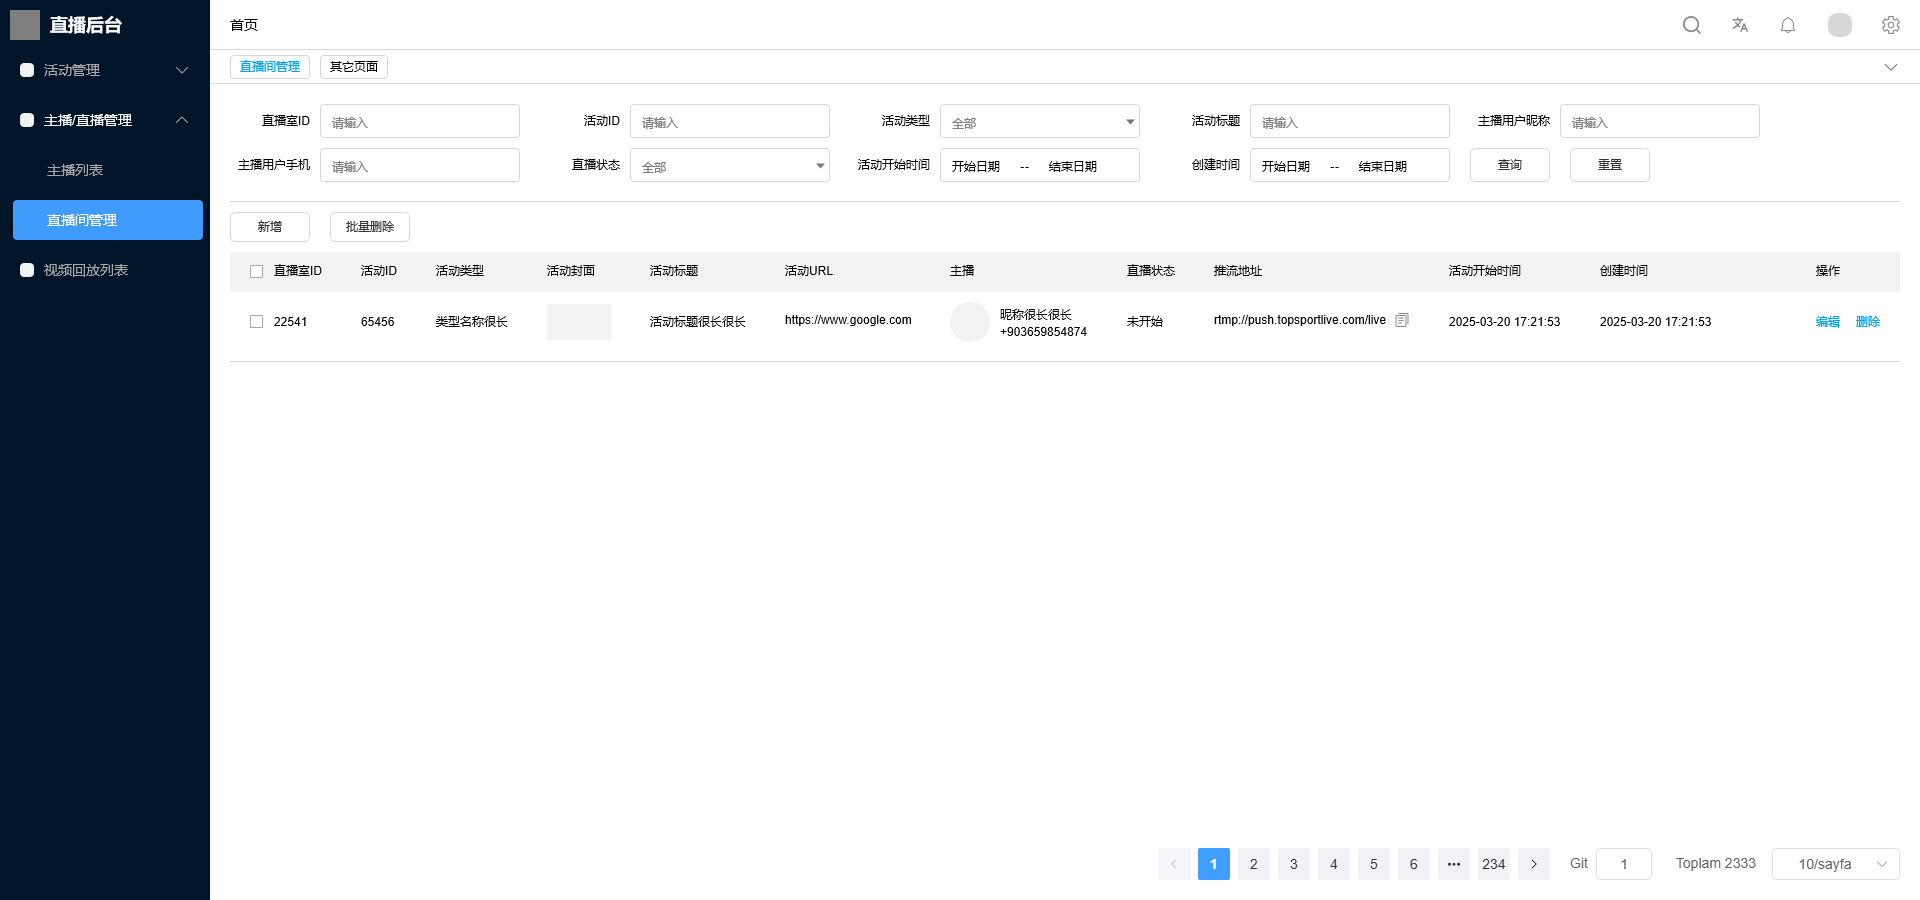 直播后台
首页
活动管理
主播/直播管理
主播列表
直播间管理
视频回放列表
直播间管理 其它页面
直播室ID 请输入 活动ID 请输入 活动类型 全部 活动标题 请输入 主播用户昵称 请输入
主播用户手机 请输入 直播状态 全部 活动开始时间 开始日期 -- 结束日期 创建时间 开始日期 -- 结束日期 查询 重置
新增 批量删除
直播室ID 活动ID 活动类型 活动封面 活动标题 活动URL 主播 直播状态 推流地址 活动开始时间 创建时间 操作
22541 65456 类型名称很长 活动标题很长很长 https://www.google.com 昵称很长很长 未开始 rtmp://push.topsportlive.com/live 2025-03-20 17:21:53 2025-03-20 17:21:53 编辑 删除
+903659854874
1 2 3 4 5 6 ••• 234 Git 1 Toplam 2333 10/sayfa